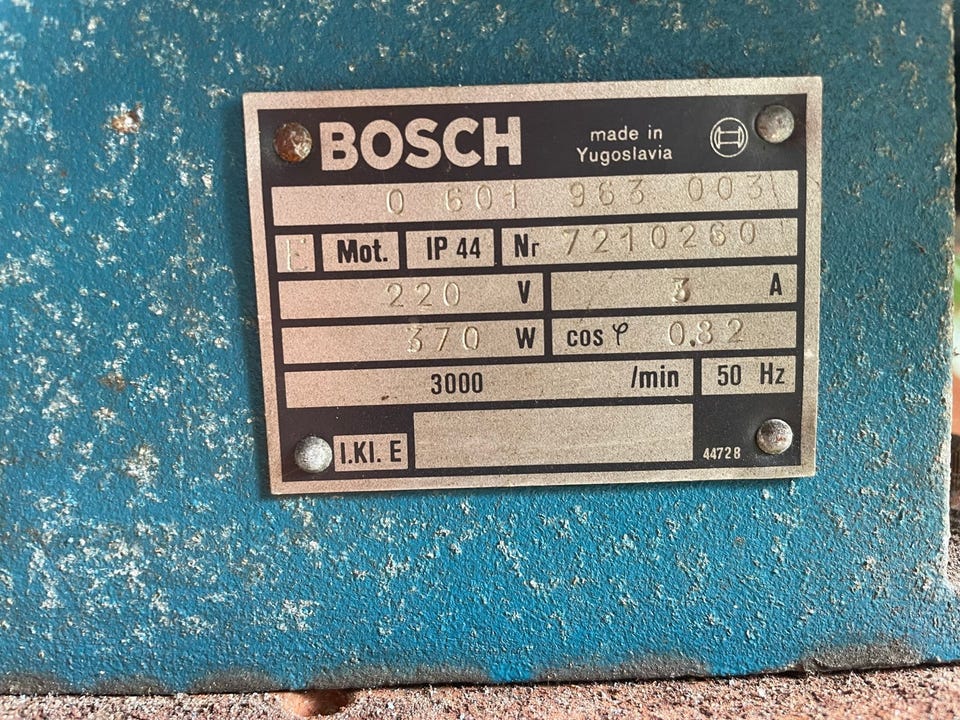 BOSCH
made in
Yugoslavia
0 601 963 003
E Mot. IP 44 Nr 7210260
220 V 3 A
370 W cos φ 0.82
3000 /min 50 Hz
I.Kl. E
44728